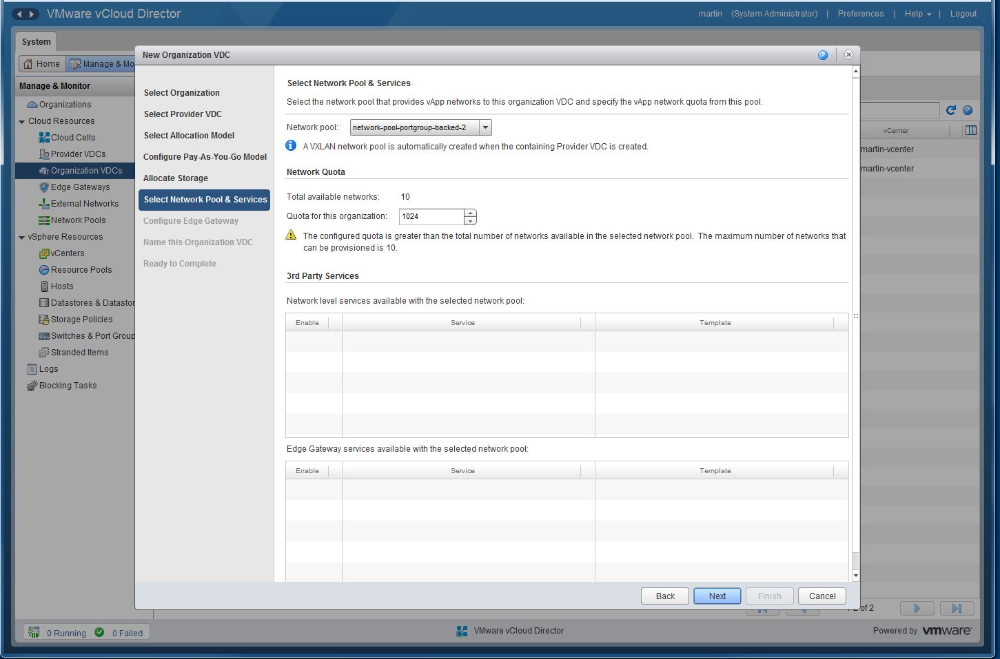 VMware vCloud Director
martin (System Administrator) | Preferences | Help | Logout
System
Home
Manage & Mo
Manage & Monitor
Organizations
Cloud Resources
Cloud Cells
Provider VDCs
Organization VDCs
Edge Gateways
External Networks
Network Pools
vSphere Resources
vCenters
Resource Pools
Hosts
Datastores & Datastor
Storage Policies
Switches & Port Group
Stranded Items
Logs
Blocking Tasks
New Organization VDC
Select Organization
Select Provider VDC
Select Allocation Model
Configure Pay-As-You-Go Model
Allocate Storage
Select Network Pool & Services
Configure Edge Gateway
Name this Organization VDC
Ready to Complete
Select Network Pool & Services
Select the network pool that provides vApp networks to this organization VDC and specify the vApp network quota from this pool.
Network pool: network-pool-portgroup-backed-2
A VXLAN network pool is automatically created when the containing Provider VDC is created.
Network Quota
Total available networks: 10
Quota for this organization: 1024
The configured quota is greater than the total number of networks available in the selected network pool. The maximum number of networks that
can be provisioned is 10.
3rd Party Services
Network level services available with the selected network pool:
Enable Service Template
Edge Gateway services available with the selected network pool:
Enable Service Template
Back Next Finish Cancel
vCenter
martin-vcenter
martin-vcenter
of 2
0 Running 0 Failed
VMware vCloud Director
Powered by vmware